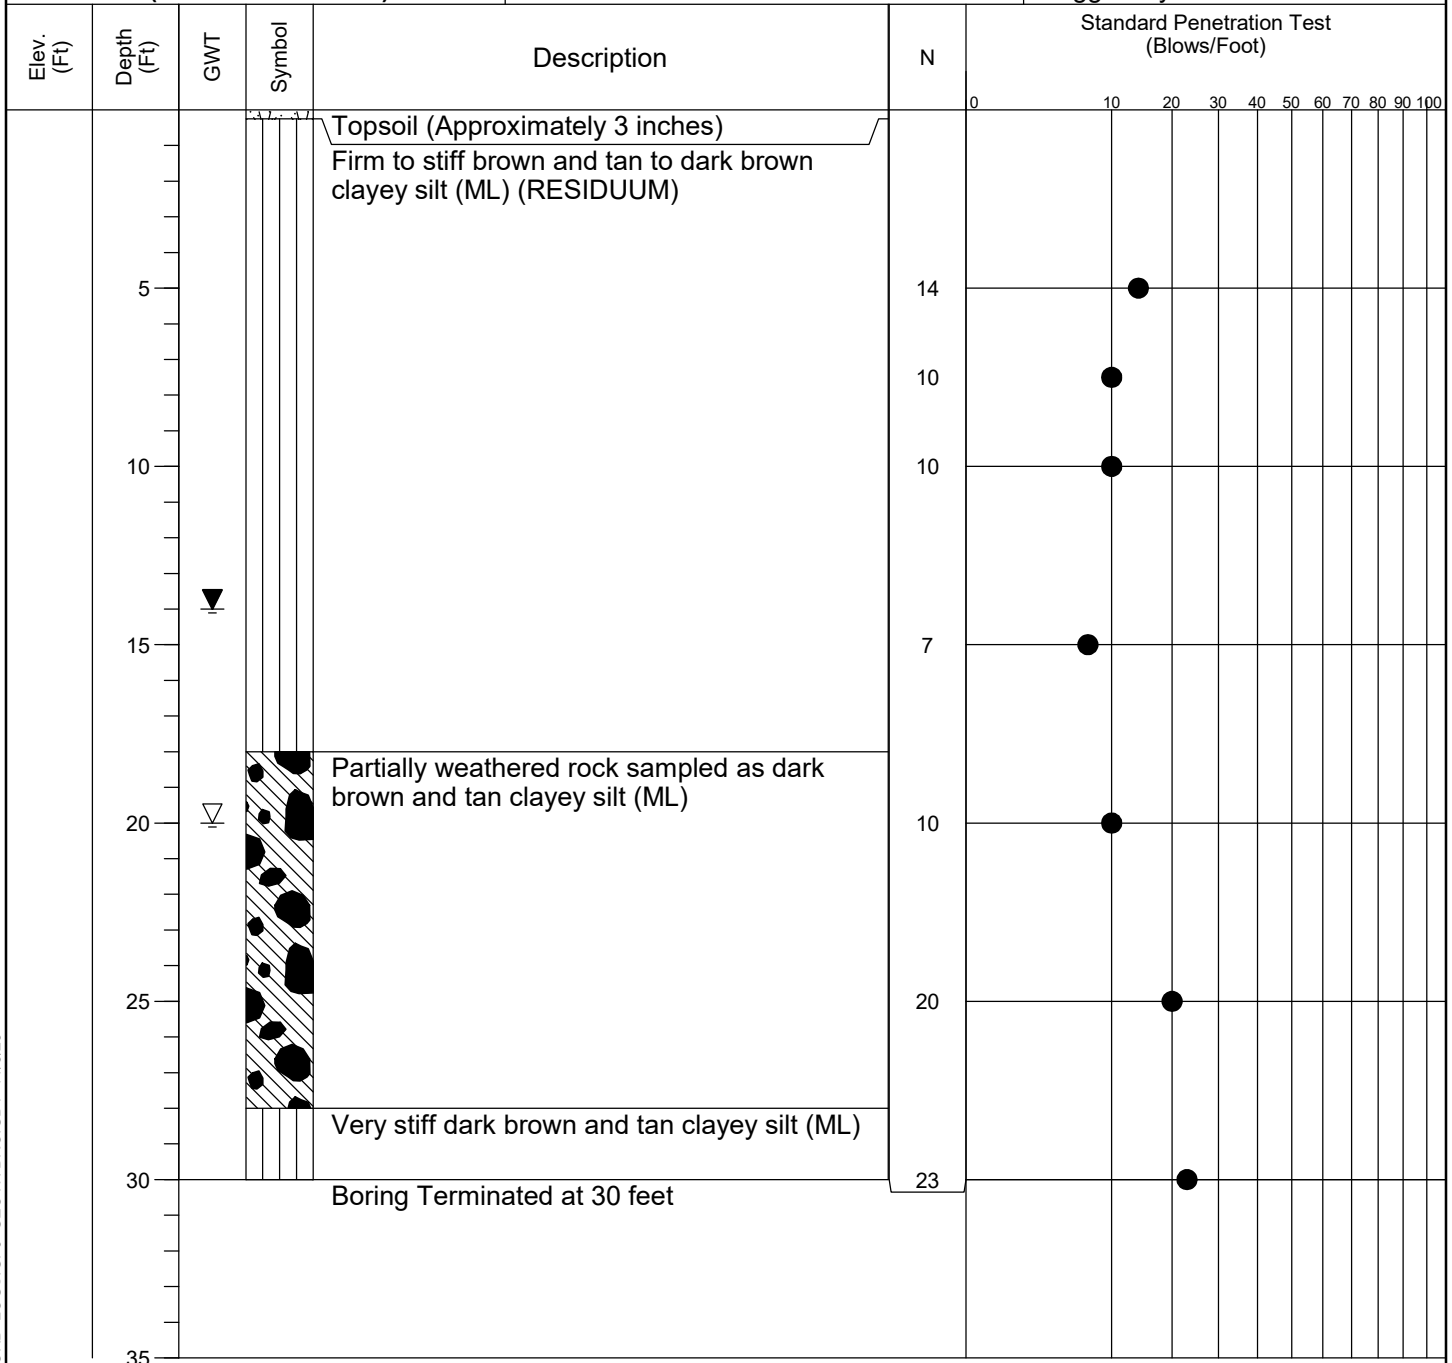 Elev. (Ft)
Depth (Ft)
GWT
Symbol
Description
N
Standard Penetration Test
(Blows/Foot)
0 10 20 30 40 50 60 70 80 90 100
Topsoil (Approximately 3 inches)
Firm to stiff brown and tan to dark brown
clayey silt (ML) (RESIDUUM)
5 14
10
10 10
15 7
Partially weathered rock sampled as dark
brown and tan clayey silt (ML)
20 10
25 20
Very stiff dark brown and tan clayey silt (ML)
30 23
Boring Terminated at 30 feet
35